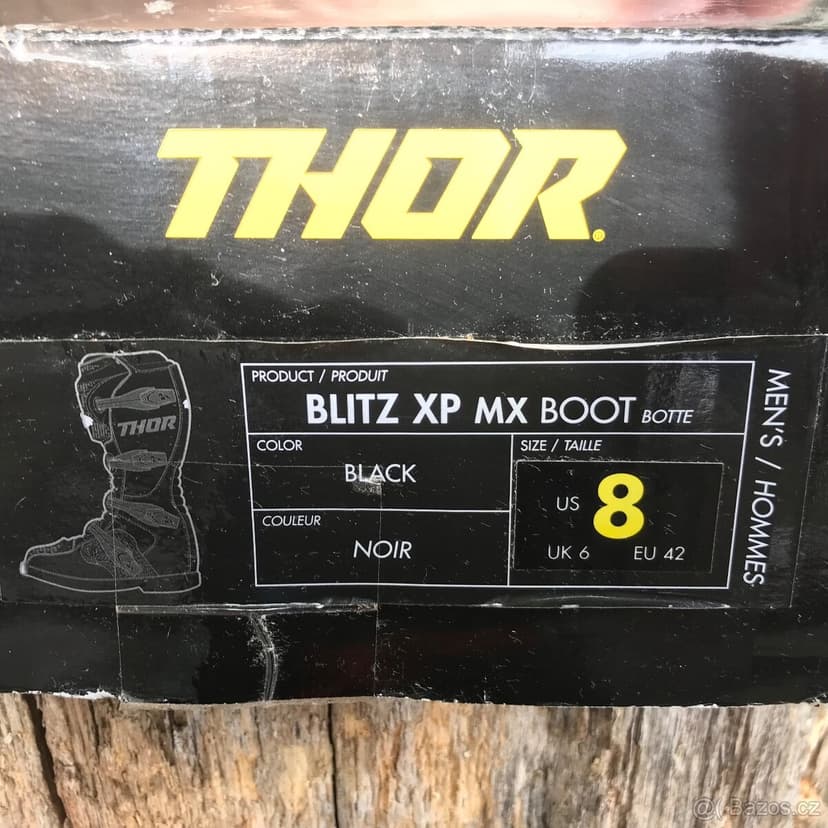 THOR
PRODUCT / PRODUIT
BLITZ XP MX BOOT BOTTE
COLOR
BLACK
COULEUR
NOIR
SIZE / TAILLE
US 8
UK 6 EU 42
MEN'S / HOMMES
THOR
@ Bazos.cz